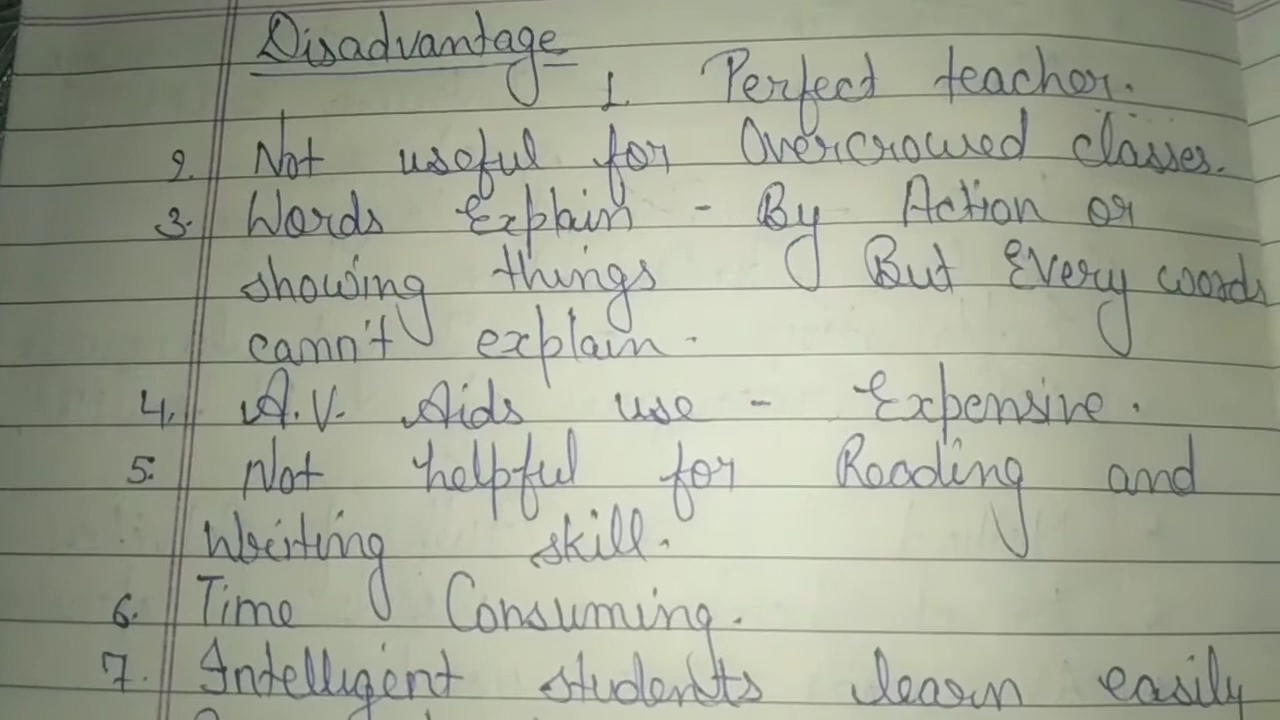 Disadvantage
1. Perfect teacher.
2. Not useful for Overcrowed classes.
3. Words Explain - By Action or
showing things But Every words
cann't explain.
4. A.V. Aids use - Expensive.
5. Not helpful for Reading and
Writing skill.
6. Time Consuming.
7. Intelligent students learn easily